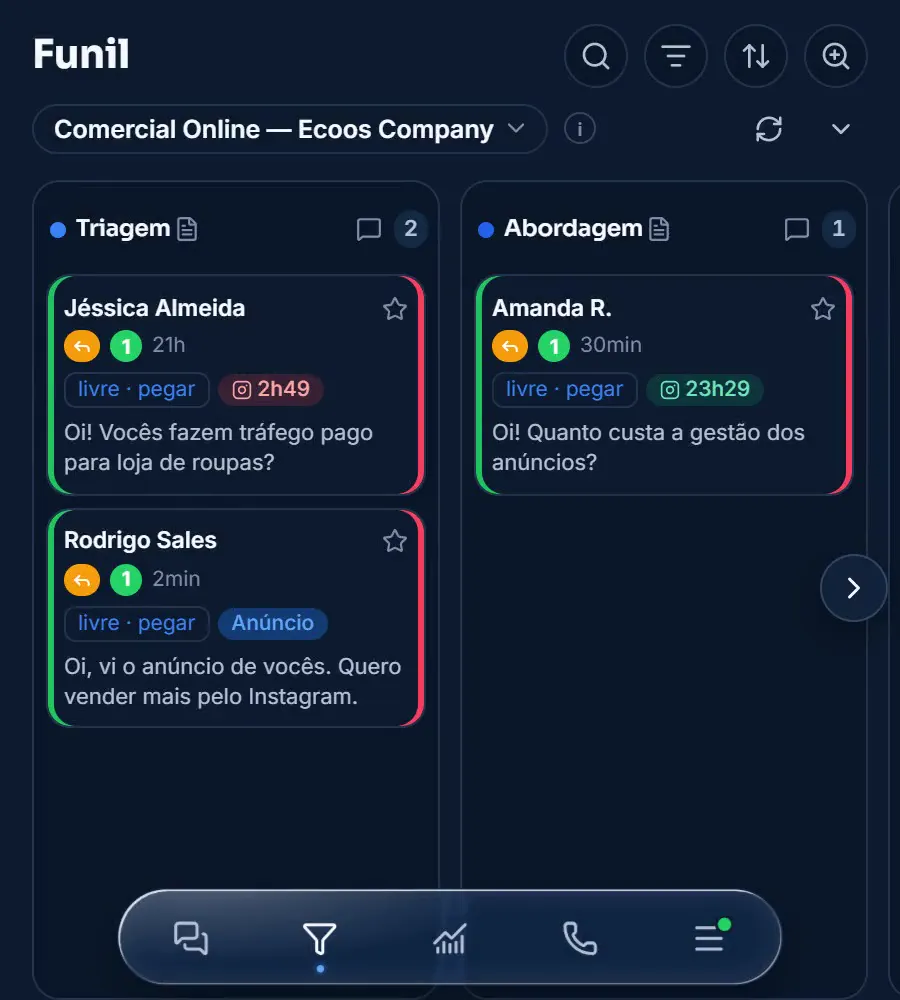 Funil
Comercial Online — Ecoos Company
i
Triagem
2
Jéssica Almeida
1 21h
livre · pegar 2h49
Oi! Vocês fazem tráfego pago
para loja de roupas?
Rodrigo Sales
1 2min
livre · pegar Anúncio
Oi, vi o anúncio de vocês. Quero
vender mais pelo Instagram.
Abordagem
1
Amanda R.
1 30min
livre · pegar 23h29
Oi! Quanto custa a gestão dos
anúncios?